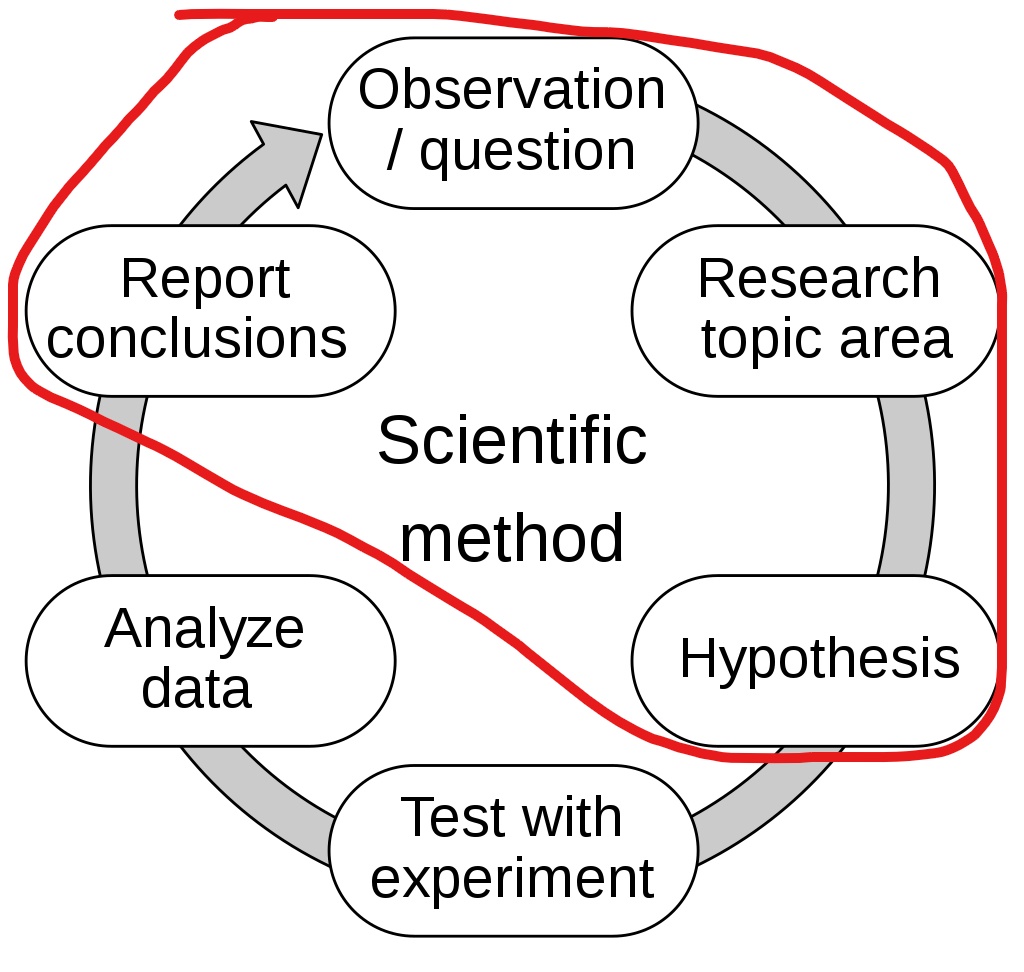 Observation
/ question
Research
topic area
Hypothesis
Test with
experiment
Analyze
data
Report
conclusions
Scientific
method